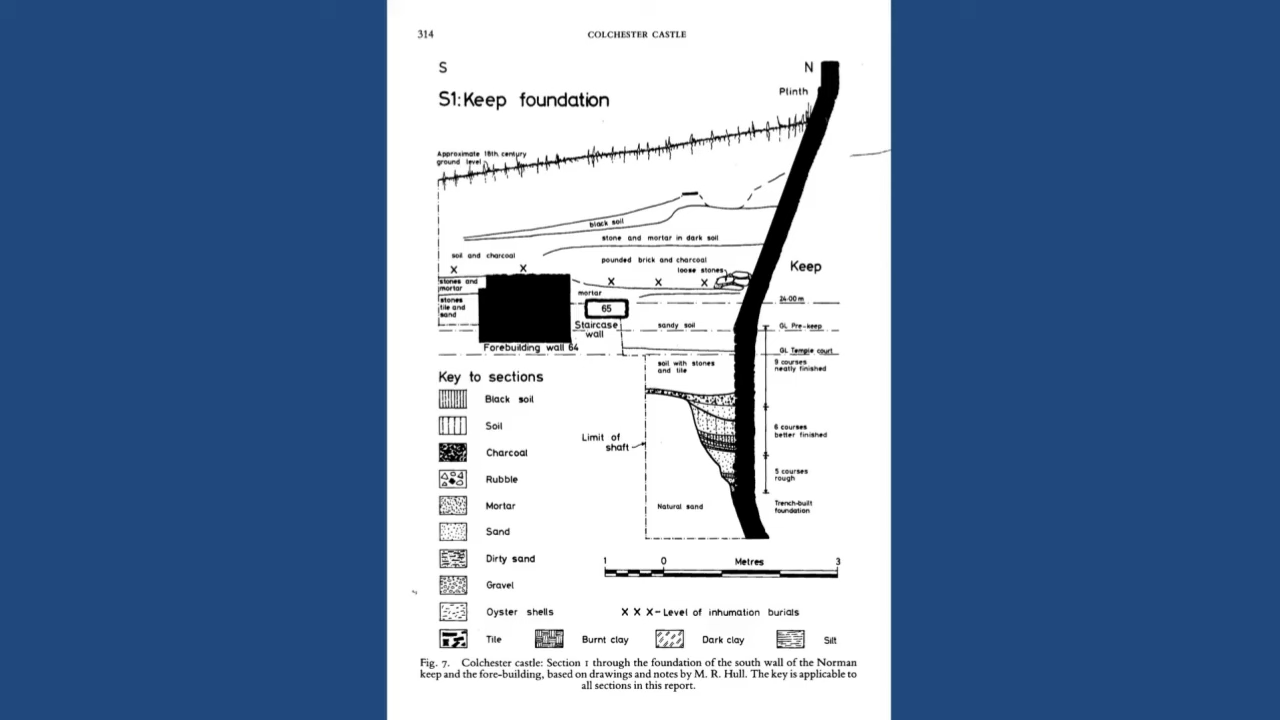 314
COLCHESTER CASTLE
S
N
S1:Keep foundation
Plinth
Approximate 18th. century
ground level
black soil
stone and mortar in dark soil
soil and charcoal
pounded brick and charcoal
loose stones
Keep
X X X X X
stones and
mortar
mortar
24·00m
stones
tile and
sand
65
Staircase
wall
sandy soil
GL Pre-keep
Forebuilding wall 64
GL Temple court
soil with stones
and tile
9 courses
neatly finished
Key to sections
Black soil
Soil
Limit of
shaft
6 courses
better finished
Charcoal
Rubble
5 courses
rough
Mortar
Natural sand
Trench-built
foundation
Sand
Dirty sand
1 0 Metres 3
Gravel
Oyster shells
X X X-Level of inhumation burials
Tile
Burnt clay
Dark clay
Silt
Fig. 7. Colchester castle: Section 1 through the foundation of the south wall of the Norman
keep and the fore-building, based on drawings and notes by M. R. Hull. The key is applicable to
all sections in this report.